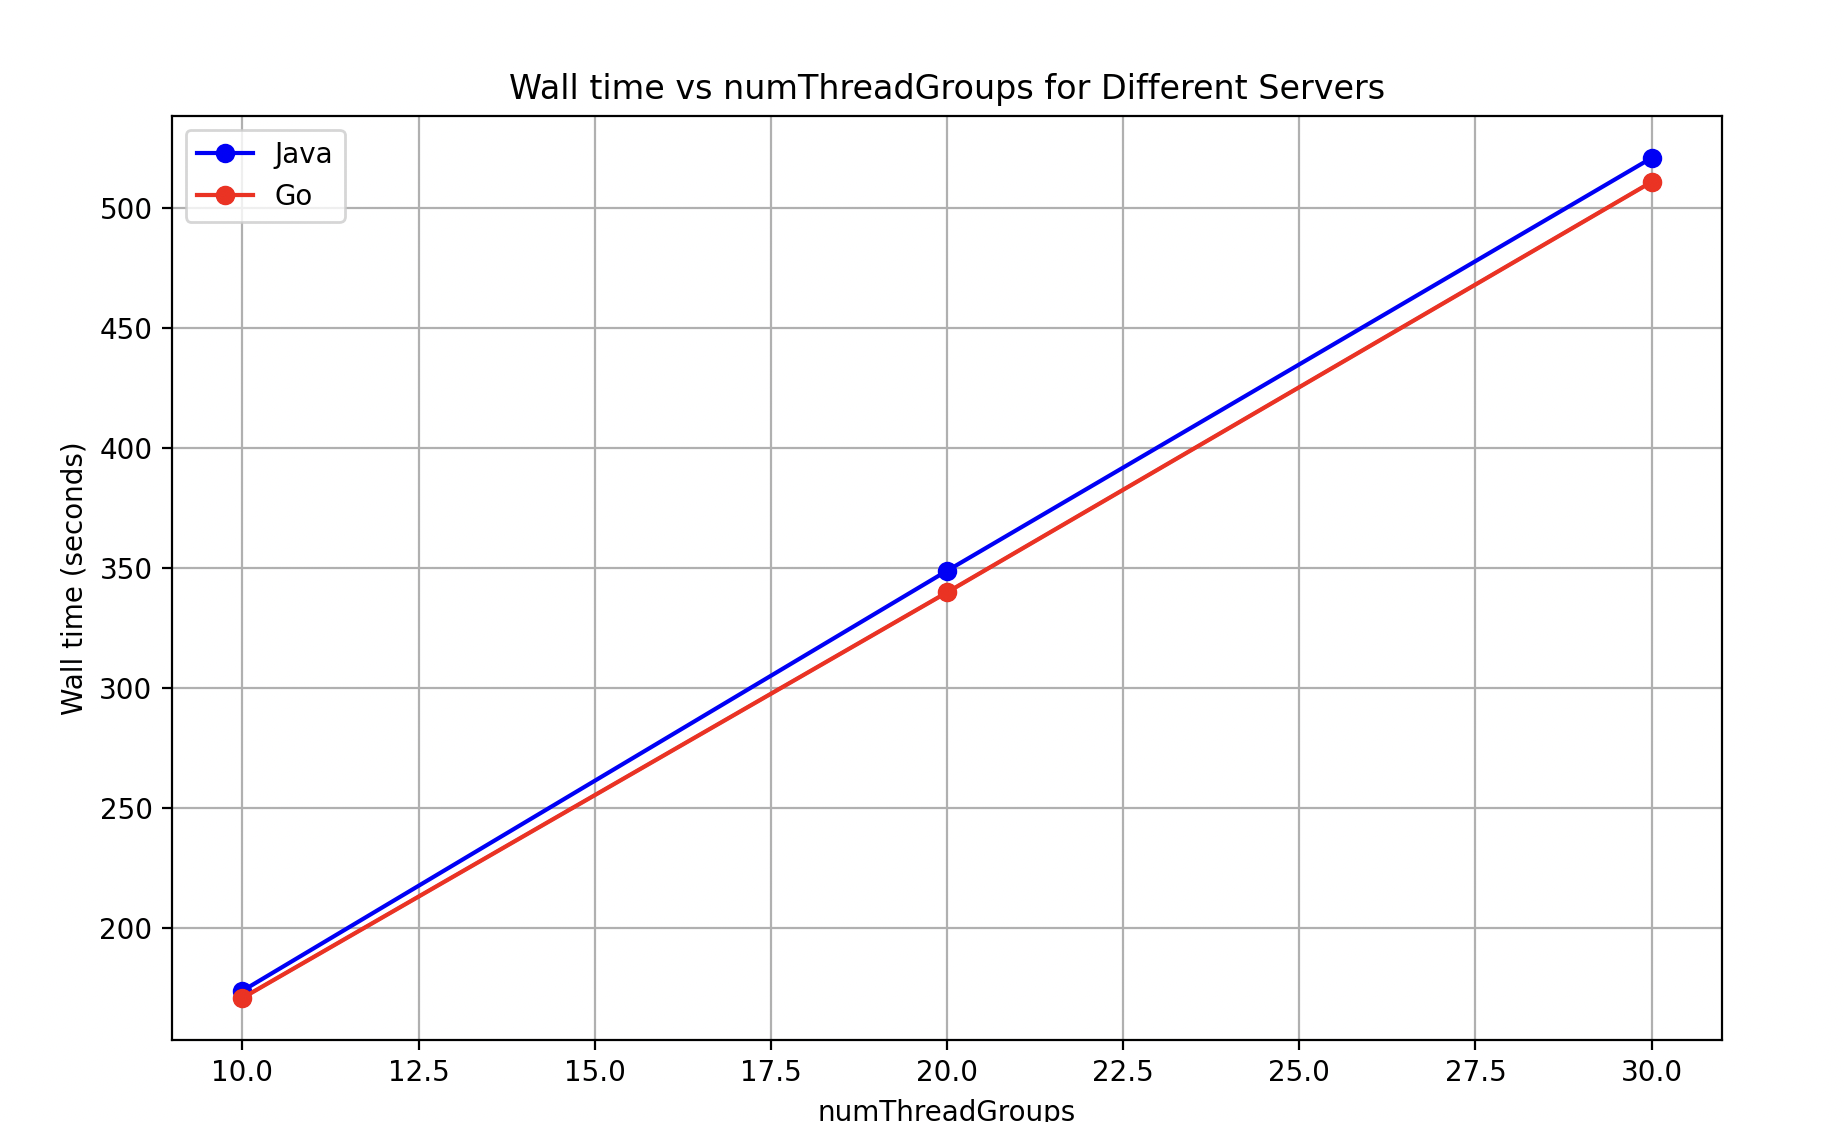 Wall time vs numThreadGroups for Different Servers
Java
Go
500
450
400
350
300
250
200
Wall time (seconds)
10.0 12.5 15.0 17.5 20.0 22.5 25.0 27.5 30.0
numThreadGroups